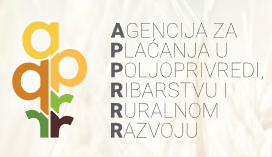 a
p p
r r
AGENCIJA ZA
PLAĆANJA U
POLJOPRIVREDI,
RIBARSTVU I
RURALNOM
RAZVOJU